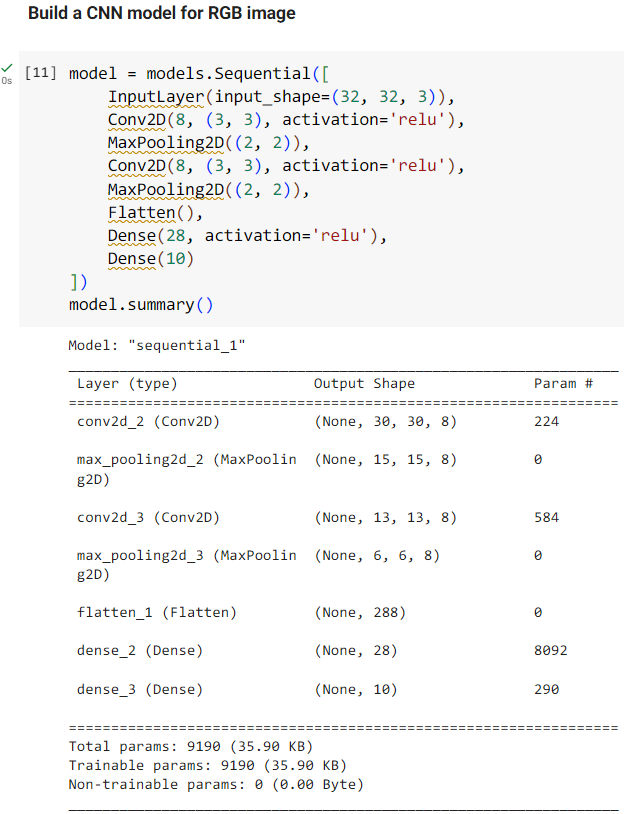 Build a CNN model for RGB image
0s
[11] model = models.Sequential([
InputLayer(input_shape=(32, 32, 3)),
Conv2D(8, (3, 3), activation='relu'),
MaxPooling2D((2, 2)),
Conv2D(8, (3, 3), activation='relu'),
MaxPooling2D((2, 2)),
Flatten(),
Dense(28, activation='relu'),
Dense(10)
])
model.summary()
Model: "sequential_1"
Layer (type) Output Shape Param #
=================================================================
conv2d_2 (Conv2D) (None, 30, 30, 8) 224
max_pooling2d_2 (MaxPoolin (None, 15, 15, 8) 0
g2D)
conv2d_3 (Conv2D) (None, 13, 13, 8) 584
max_pooling2d_3 (MaxPoolin (None, 6, 6, 8) 0
g2D)
flatten_1 (Flatten) (None, 288) 0
dense_2 (Dense) (None, 28) 8092
dense_3 (Dense) (None, 10) 290
=================================================================
Total params: 9190 (35.90 KB)
Trainable params: 9190 (35.90 KB)
Non-trainable params: 0 (0.00 Byte)